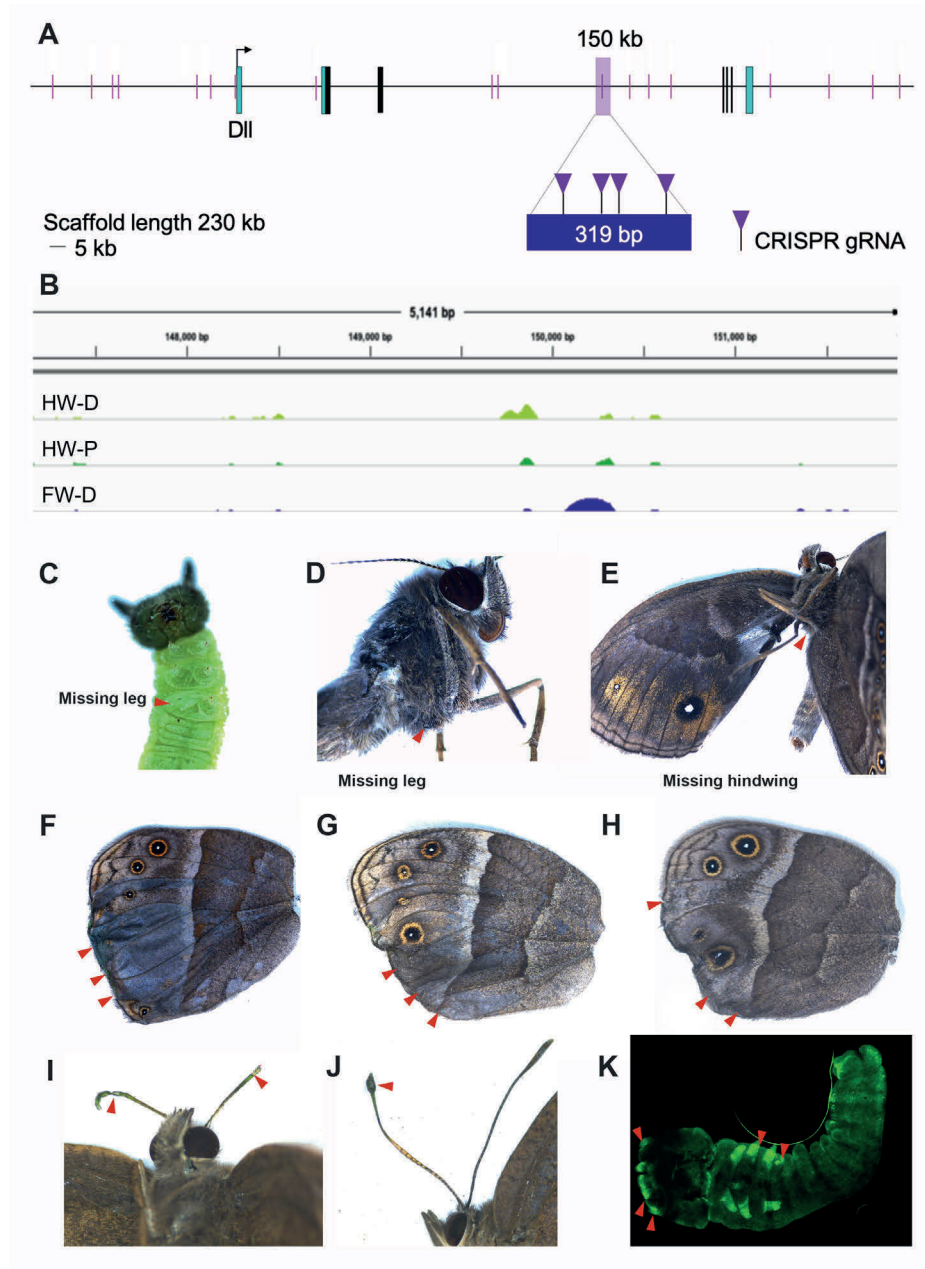 A
150 kb
Dll
Scaffold length 230 kb
5 kb
319 bp
CRISPR gRNA
B
5,141 bp
148,000 bp 149,000 bp 150,000 bp 151,000 bp
HW-D
HW-P
FW-D
C D E
Missing leg
Missing leg Missing hindwing
F G H
I J K